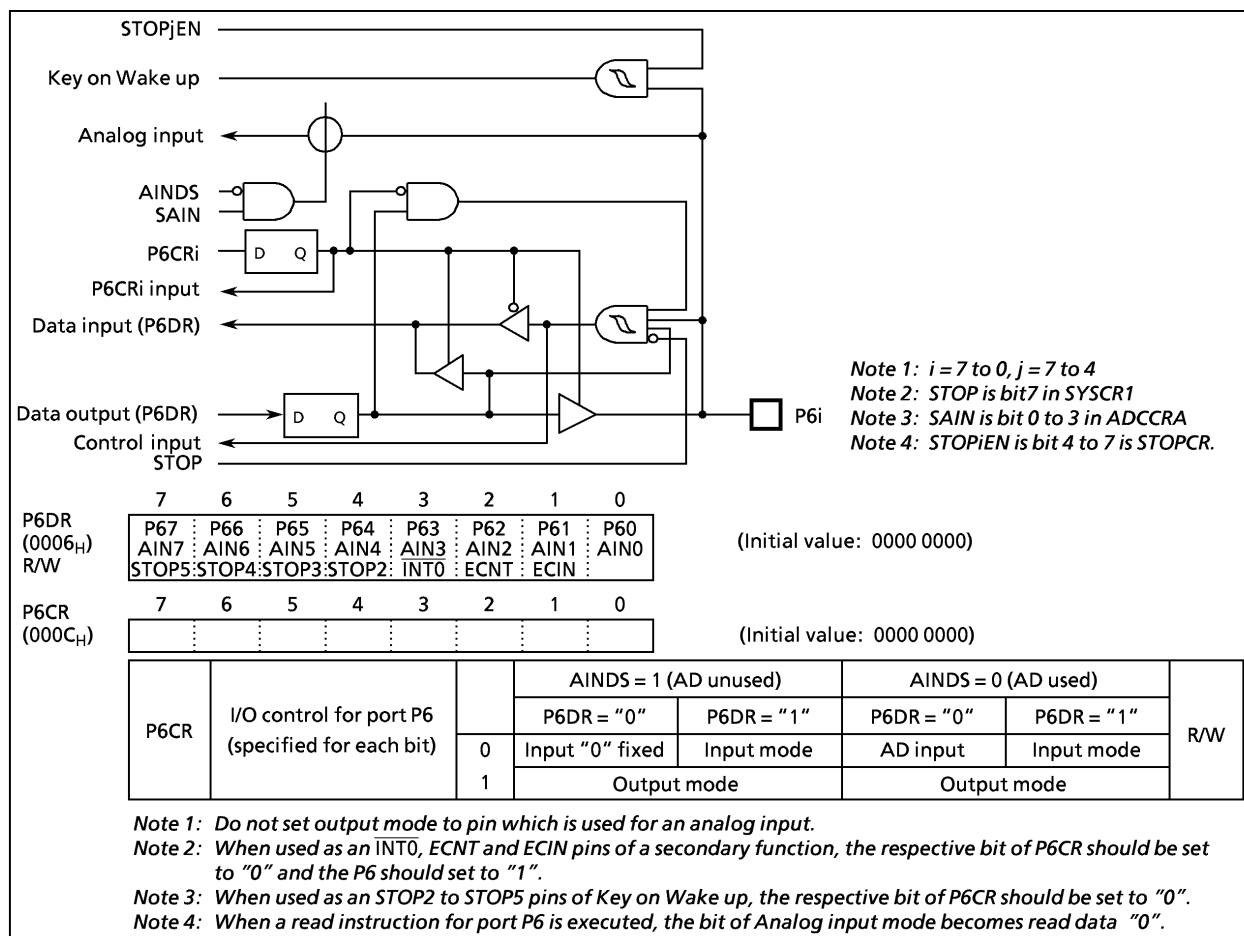 STOPjEN
Key on Wake up
Analog input
AINDS
SAIN
P6CRi
D Q
P6CRi input
Data input (P6DR)
Data output (P6DR)
D Q
P6i
Control input
STOP
Note 1: i = 7 to 0, j = 7 to 4
Note 2: STOP is bit7 in SYSCR1
Note 3: SAIN is bit 0 to 3 in ADCCRA
Note 4: STOPjEN is bit 4 to 7 is STOPCR.
7 6 5 4 3 2 1 0
P6DR
(0006H)
R/W
P67 P66 P65 P64 P63 P62 P61 P60
AIN7 AIN6 AIN5 AIN4 AIN3 AIN2 AIN1 AIN0
STOP5 STOP4 STOP3 STOP2 INT0 ECNT ECIN
(Initial value: 0000 0000)
7 6 5 4 3 2 1 0
P6CR
(000CH)
(Initial value: 0000 0000)
P6CR
I/O control for port P6
(specified for each bit)
AINDS = 1 (AD unused) AINDS = 0 (AD used)
P6DR = "0" P6DR = "1" P6DR = "0" P6DR = "1"
0 Input "0" fixed Input mode AD input Input mode
1 Output mode Output mode
R/W
Note 1: Do not set output mode to pin which is used for an analog input.
Note 2: When used as an INT0, ECNT and ECIN pins of a secondary function, the respective bit of P6CR should be set
to "0" and the P6 should set to "1".
Note 3: When used as an STOP2 to STOP5 pins of Key on Wake up, the respective bit of P6CR should be set to "0".
Note 4: When a read instruction for port P6 is executed, the bit of Analog input mode becomes read data "0".